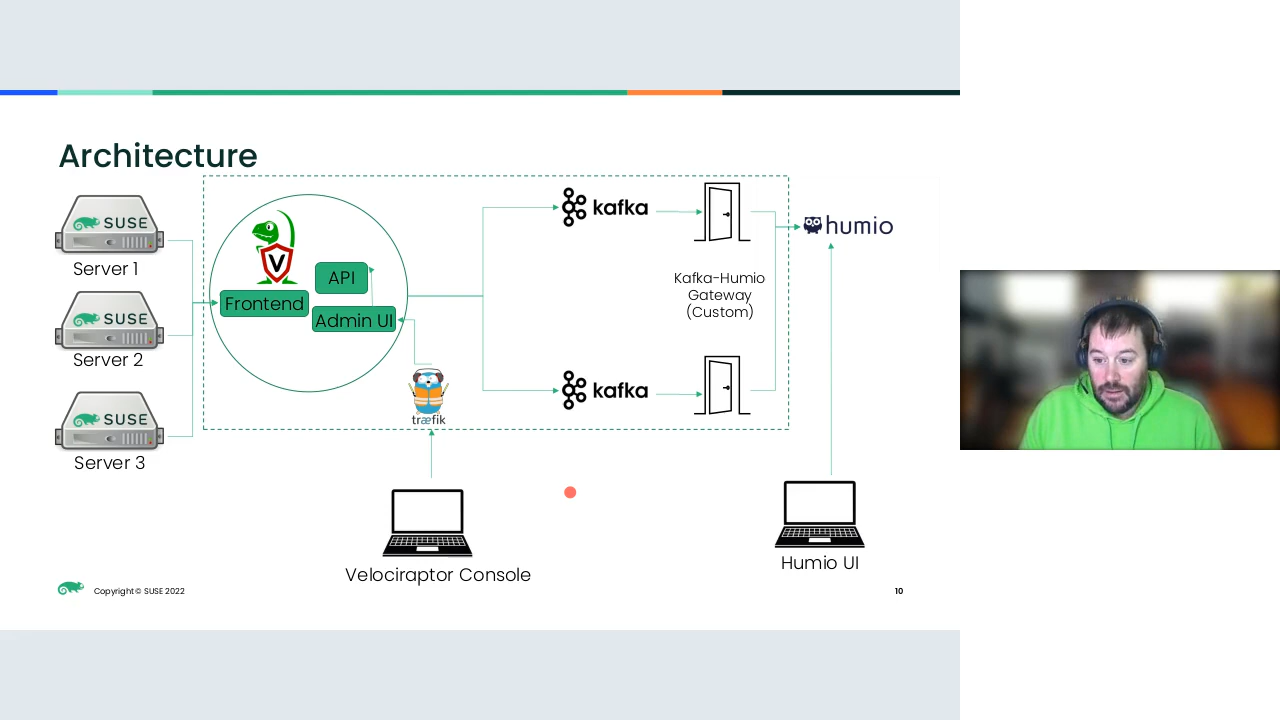 Architecture
SUSE
Server 1
SUSE
Server 2
SUSE
Server 3
V
API
Frontend
Admin UI
træfik
kafka
kafka
Kafka-Humio
Gateway
(Custom)
humio
Velociraptor Console
Humio UI
Copyright © SUSE 2022
10